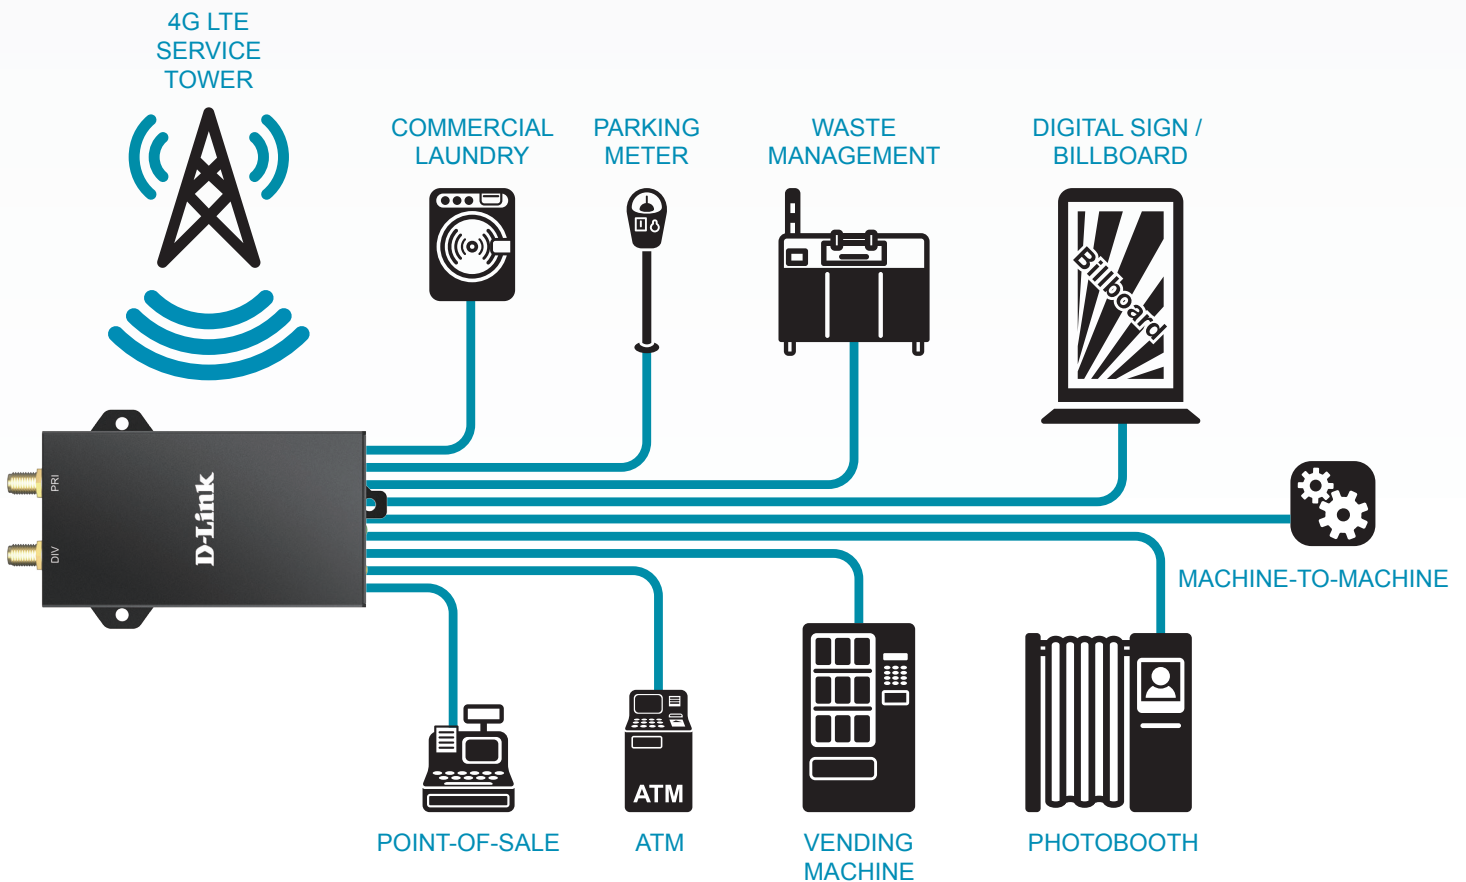 4G LTE
SERVICE
TOWER
COMMERCIAL
LAUNDRY
PARKING
METER
WASTE
MANAGEMENT
DIGITAL SIGN /
BILLBOARD
Billboard
PRI
DIV
D-Link
MACHINE-TO-MACHINE
ATM
POINT-OF-SALE
ATM
VENDING
MACHINE
PHOTOBOOTH